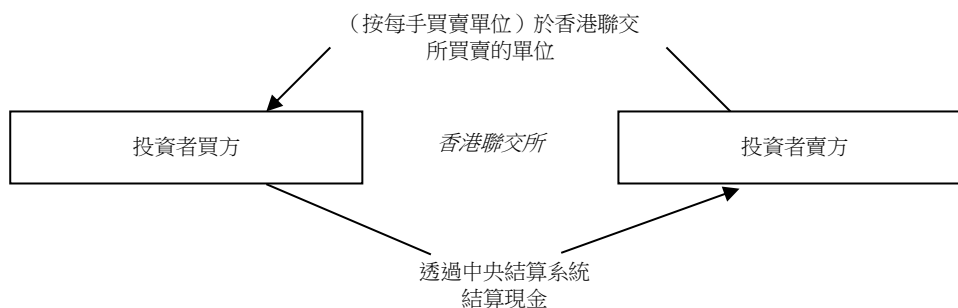 （按每手買賣單位）於香港聯交
所買賣的單位
投資者買方
香港聯交所
投資者賣方
透過中央結算系統
結算現金